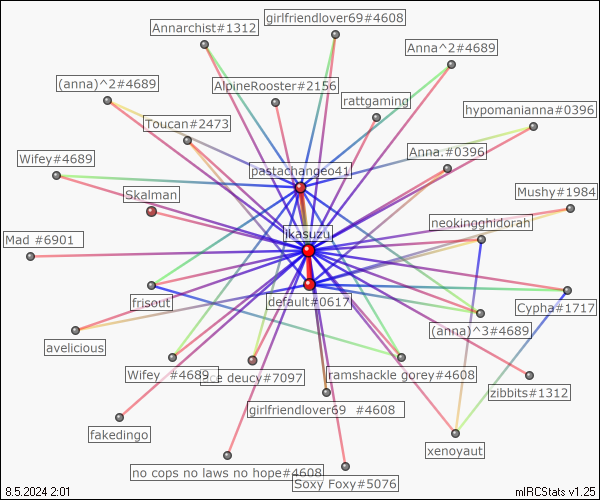 girlfriendlover69#4608
Annarchist#1312
Anna^2#4689
(anna)^2#4689
AlpineRooster#2156
rattgaming
hypomanianna#0396
Toucan#2473
Wifey#4689
Anna.#0396
pastachangeo41
Skalman
Mushy#1984
neokingghidorah
likasuzu
Mad #6901
frisout
default#0617
Cypha#1717
(anna)^3#4689
avelicious
Wifey #4689
ce deucy#7097
ramshackle gorey#4608
zibbits#1312
girlfriendlover69 #4608
fakedingo
xenoyaut
no cops no laws no hope#4608
Soxy Foxy#5076
8.5.2024 2:01
mIRCStats v1.25